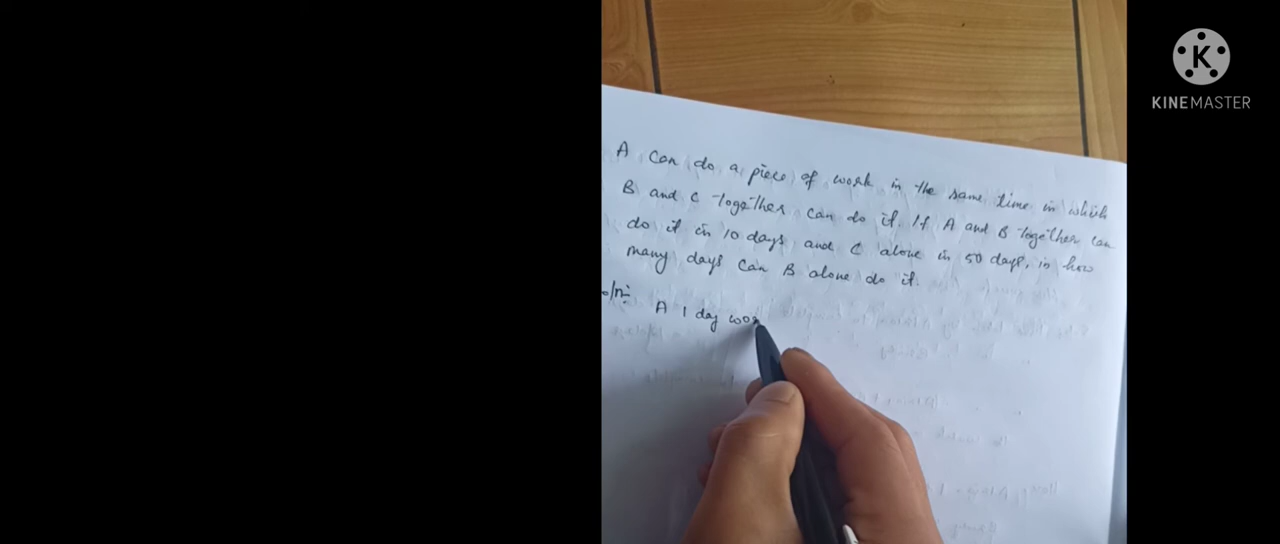 A can do a piece of work in the same time in which
B and C together can do it. If A and B together can
do it in 10 days and C alone in 50 days, in how
many days can B alone do it.
A 1 day wor
K
KINEMASTER